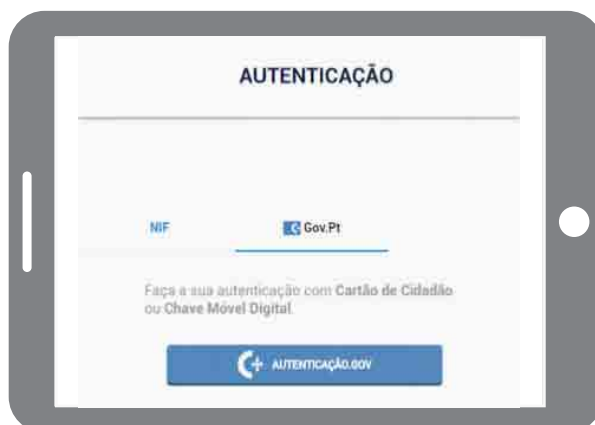 AUTENTICAÇÃO
NIF Gov.Pt
Faça a sua autenticação com Cartão de Cidadão
ou Chave Móvel Digital.
AUTENTICAÇÃO.GOV